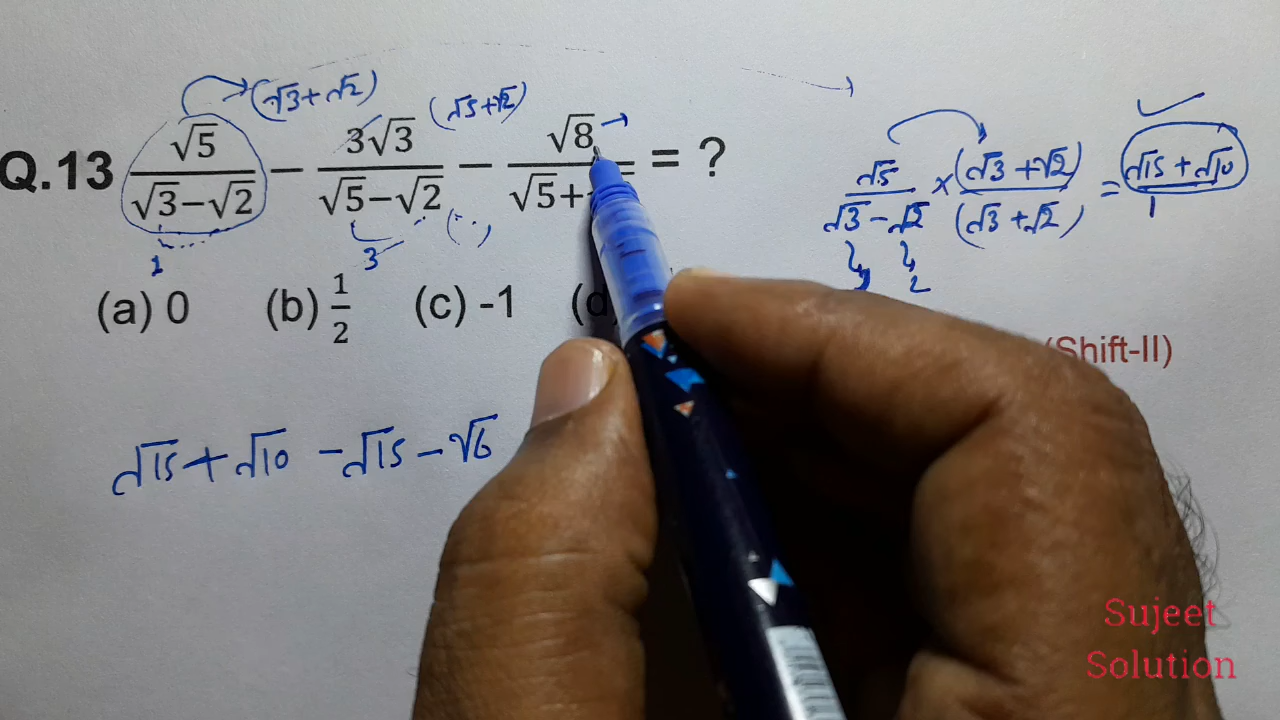 (√3+√2) (√5+√2)
Q.13 √5/(√3−√2) − 3√3/(√5−√2) − √8/(√5+ = ?
1 3 (..)
(a) 0 (b) 1/2 (c) -1 (d)
√5/(√3−√2) × (√3+√2)/(√3+√2) = (√15+√10)/1
2
(Shift-II)
√15+√10 −√15−√6
Sujeet
Solution